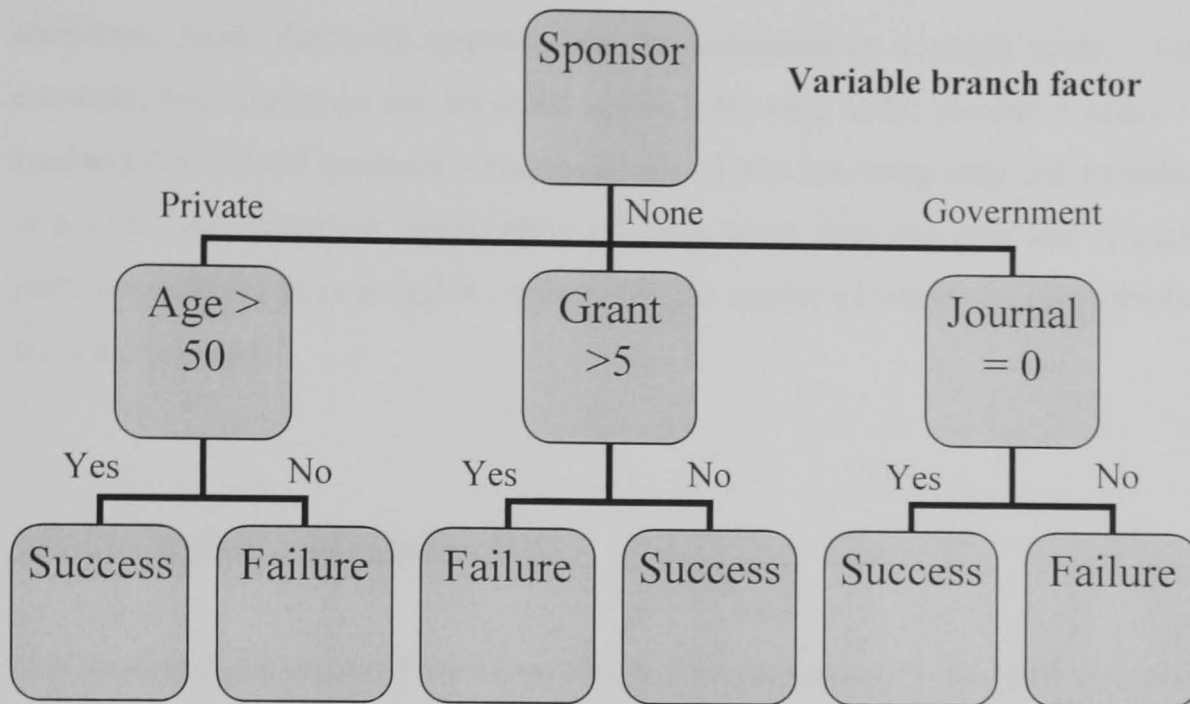 Sponsor
Variable branch factor
Private
None
Government
Age >
50
Grant
>5
Journal
= 0
Yes
No
Yes
No
Yes
No
Success
Failure
Failure
Success
Success
Failure